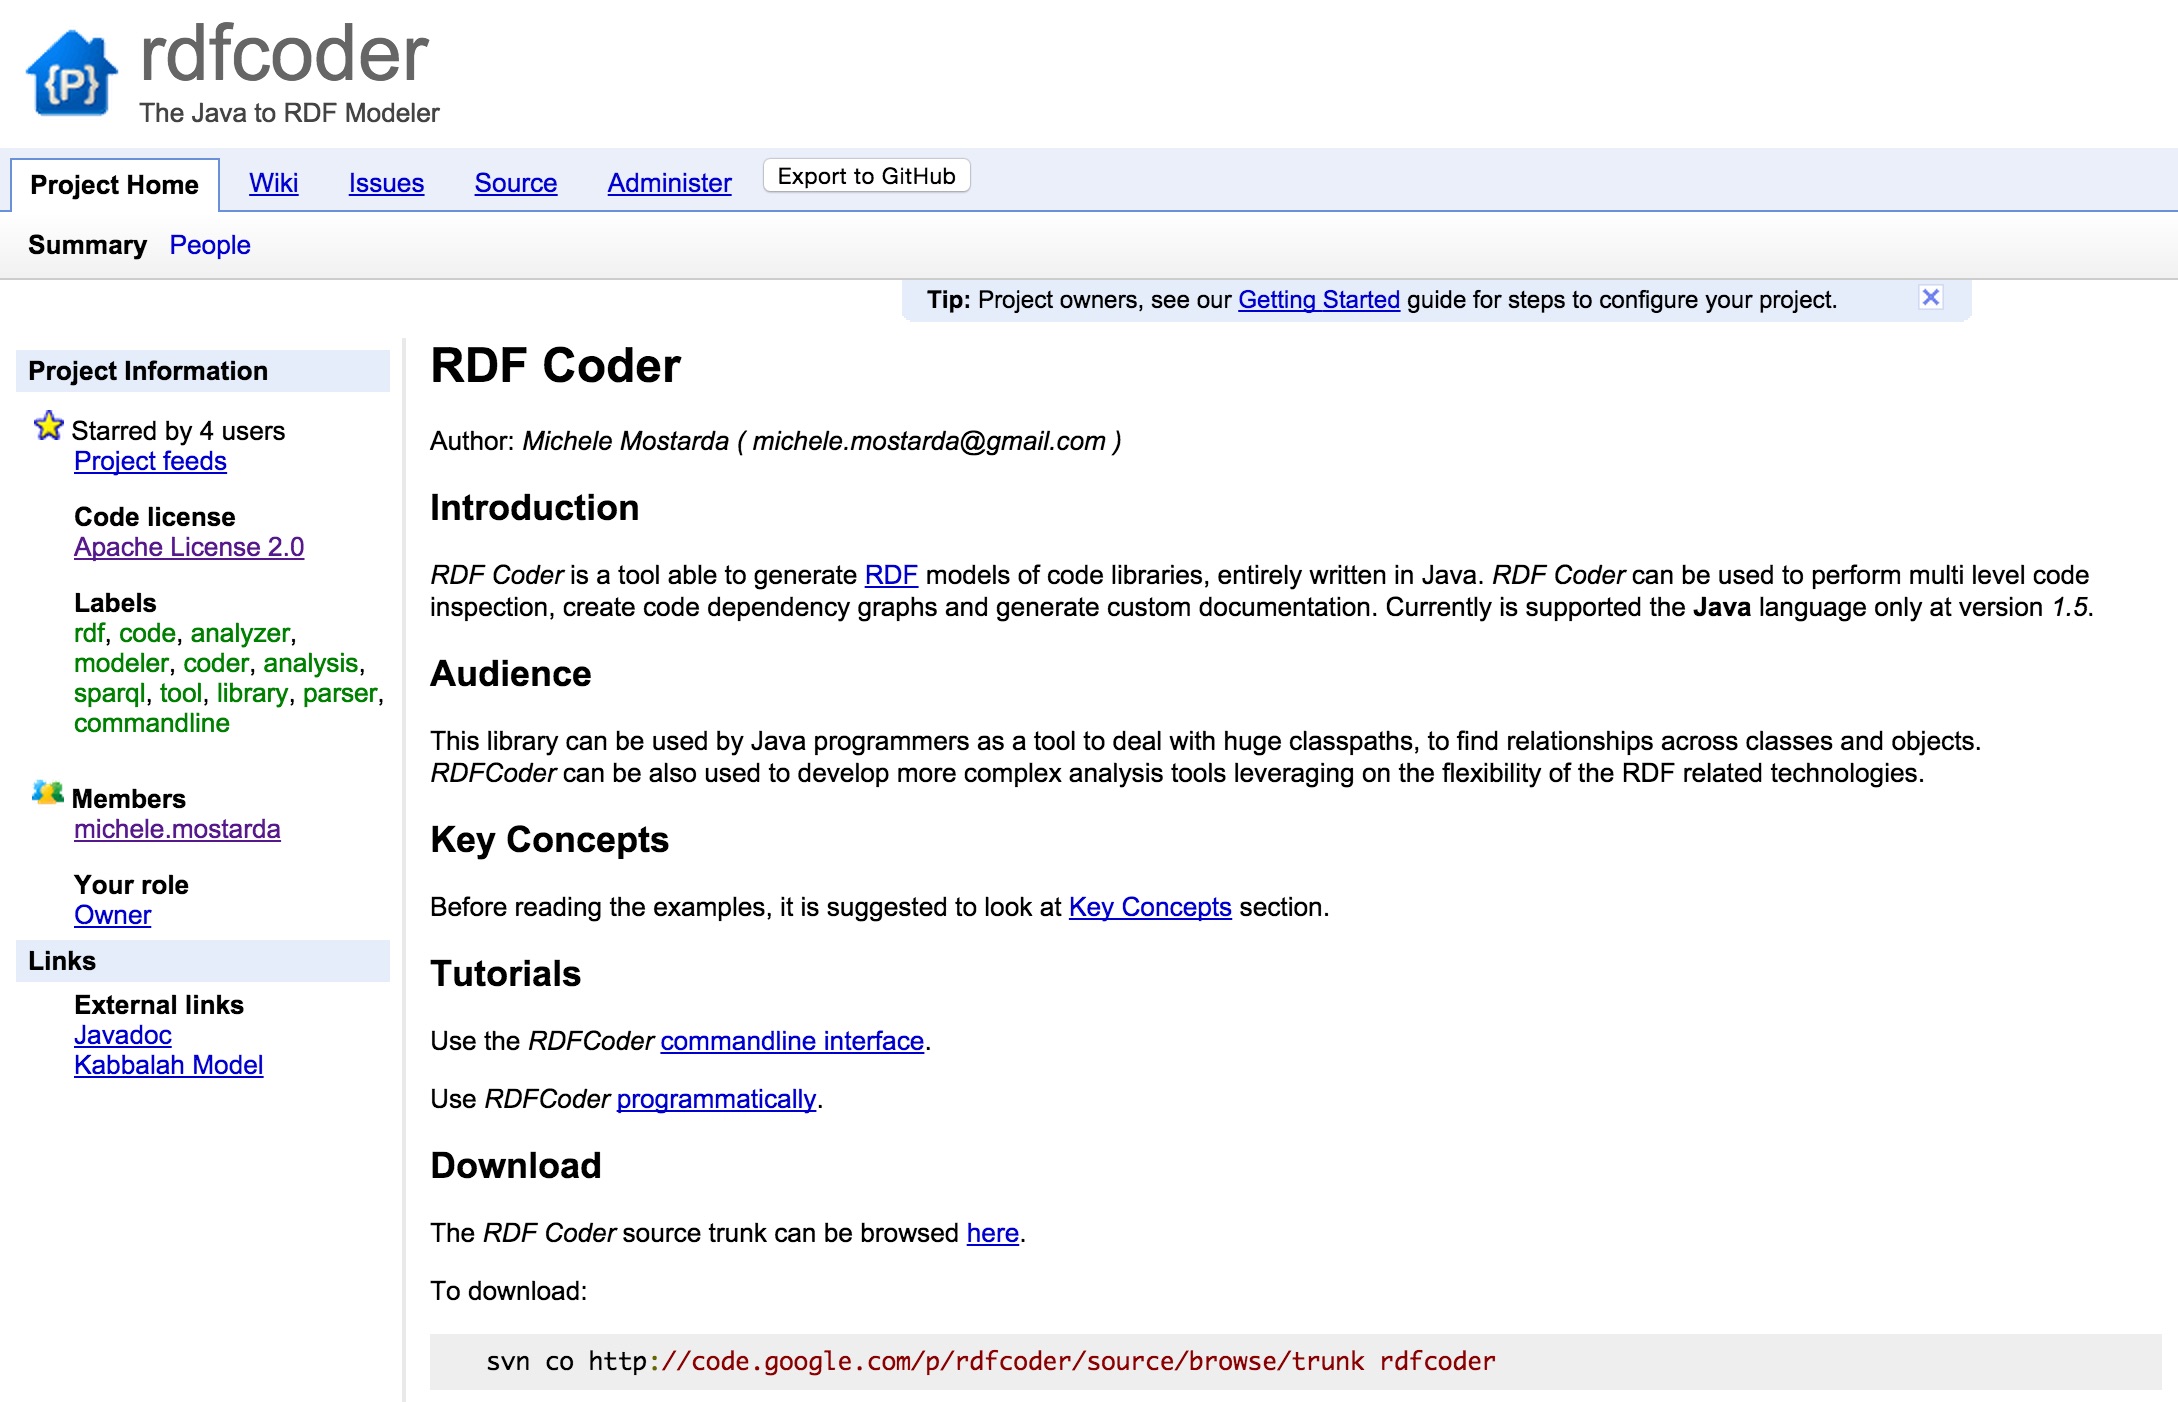 {P}
rdfcoder
The Java to RDF Modeler
Project Home Wiki Issues Source Administer Export to GitHub
Summary People
Tip: Project owners, see our Getting Started guide for steps to configure your project.
Project Information
Starred by 4 users
Project feeds
Code license
Apache License 2.0
Labels
rdf, code, analyzer,
modeler, coder, analysis,
sparql, tool, library, parser,
commandline
Members
michele.mostarda
Your role
Owner
Links
External links
Javadoc
Kabbalah Model
RDF Coder
Author: Michele Mostarda ( michele.mostarda@gmail.com )
Introduction
RDF Coder is a tool able to generate RDF models of code libraries, entirely written in Java. RDF Coder can be used to perform multi level code
inspection, create code dependency graphs and generate custom documentation. Currently is supported the Java language only at version 1.5.
Audience
This library can be used by Java programmers as a tool to deal with huge classpaths, to find relationships across classes and objects.
RDFCoder can be also used to develop more complex analysis tools leveraging on the flexibility of the RDF related technologies.
Key Concepts
Before reading the examples, it is suggested to look at Key Concepts section.
Tutorials
Use the RDFCoder commandline interface.
Use RDFCoder programmatically.
Download
The RDF Coder source trunk can be browsed here.
To download:
svn co http://code.google.com/p/rdfcoder/source/browse/trunk rdfcoder